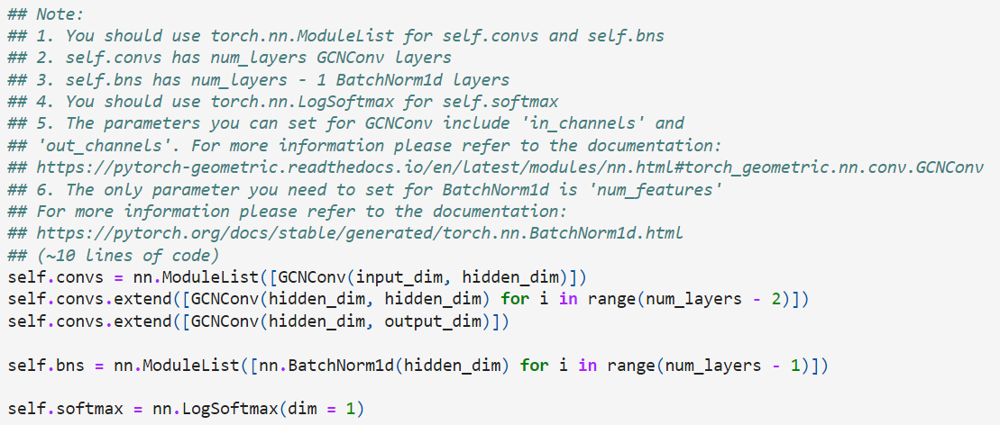 ## Note:
## 1. You should use torch.nn.ModuleList for self.convs and self.bns
## 2. self.convs has num_layers GCNConv layers
## 3. self.bns has num_layers - 1 BatchNorm1d layers
## 4. You should use torch.nn.LogSoftmax for self.softmax
## 5. The parameters you can set for GCNConv include 'in_channels' and
## 'out_channels'. For more information please refer to the documentation:
## https://pytorch-geometric.readthedocs.io/en/latest/modules/nn.html#torch_geometric.nn.conv.GCNConv
## 6. The only parameter you need to set for BatchNorm1d is 'num_features'
## For more information please refer to the documentation:
## https://pytorch.org/docs/stable/generated/torch.nn.BatchNorm1d.html
## (~10 lines of code)
self.convs = nn.ModuleList([GCNConv(input_dim, hidden_dim)])
self.convs.extend([GCNConv(hidden_dim, hidden_dim) for i in range(num_layers - 2)])
self.convs.extend([GCNConv(hidden_dim, output_dim)])

self.bns = nn.ModuleList([nn.BatchNorm1d(hidden_dim) for i in range(num_layers - 1)])

self.softmax = nn.LogSoftmax(dim = 1)